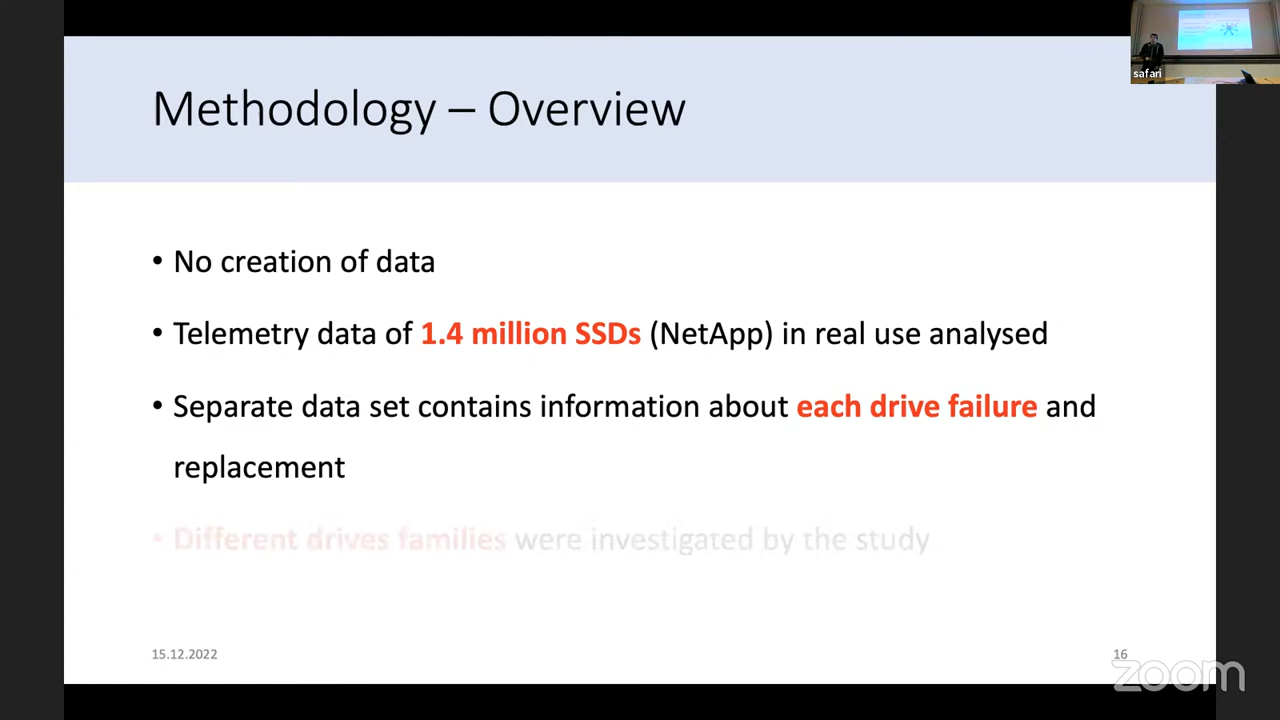 safari
Methodology – Overview
• No creation of data
• Telemetry data of 1.4 million SSDs (NetApp) in real use analysed
• Separate data set contains information about each drive failure and
replacement
• Different drives families were investigated by the study
15.12.2022
16
zoom